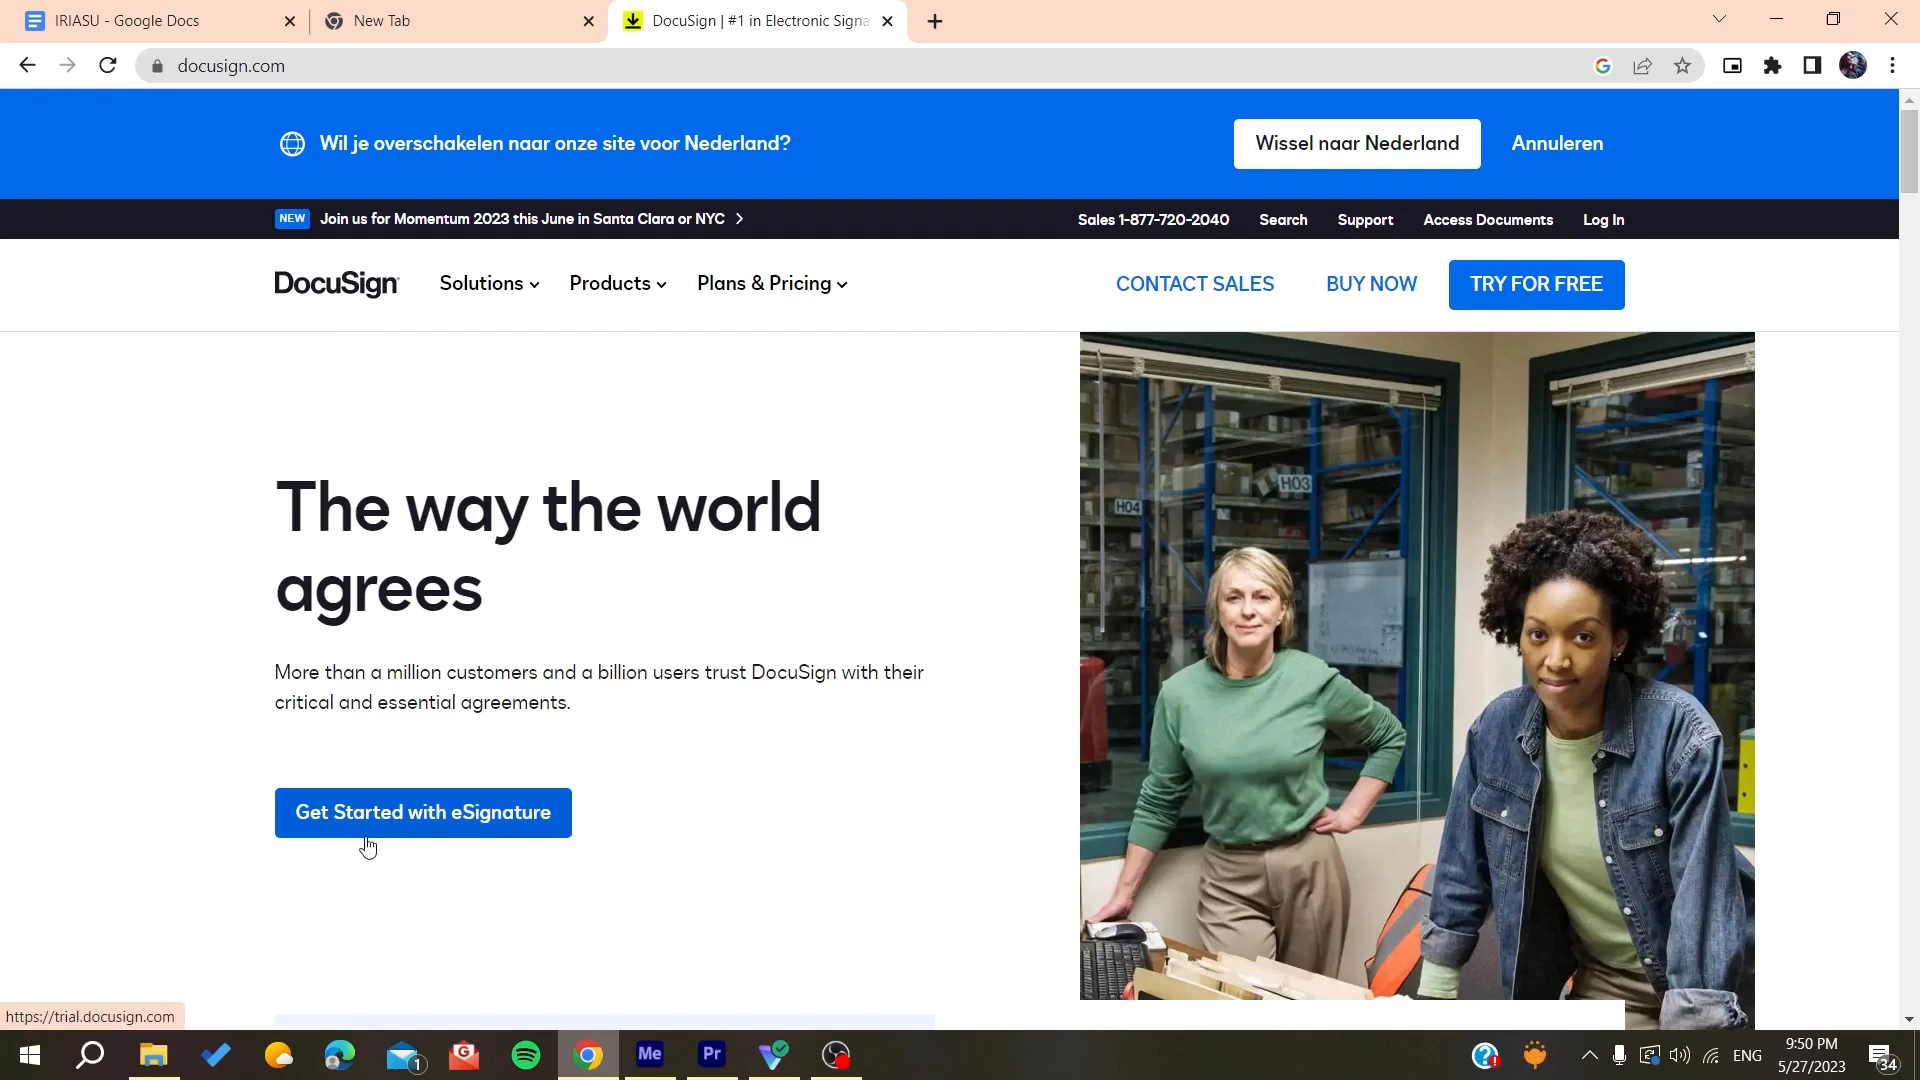 IRIASU - Google Docs
New Tab
DocuSign | #1 in Electronic Signa
docusign.com
Wil je overschakelen naar onze site voor Nederland?
Wissel naar Nederland
Annuleren
NEW Join us for Momentum 2023 this June in Santa Clara or NYC
Sales 1-877-720-2040 Search Support Access Documents Log In
DocuSign
Solutions Products Plans & Pricing
CONTACT SALES BUY NOW TRY FOR FREE
The way the world
agrees
More than a million customers and a billion users trust DocuSign with their
critical and essential agreements.
Get Started with eSignature
H03
H04
https://trial.docusign.com
1
Me
Pr
ENG
9:50 PM
5/27/2023
34